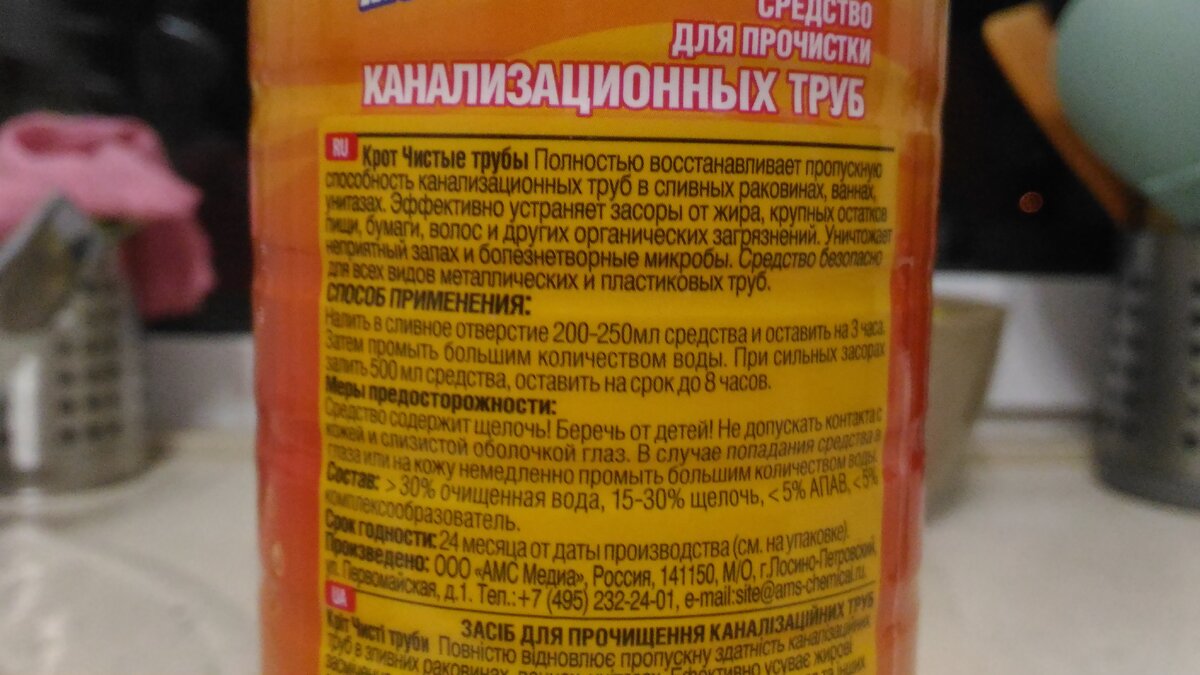 СРЕДСТВО
ДЛЯ ПРОЧИСТКИ
КАНАЛИЗАЦИОННЫХ ТРУБ
RU Крот Чистые трубы Полностью восстанавливает пропускную
способность канализационных труб в сливных раковинах, ваннах,
унитазах. Эффективно устраняет засоры от жира, крупных остатков
пищи, бумаги, волос и других органических загрязнений. Уничтожает
неприятный запах и болезнетворные микробы. Средство безопасно
для всех видов металлических и пластиковых труб.
СПОСОБ ПРИМЕНЕНИЯ:
Налить в сливное отверстие 200-250мл средства и оставить на 3 часа.
Затем промыть большим количеством воды. При сильных засорах
залить 500 мл средства, оставить на срок до 8 часов.
Меры предосторожности:
Средство содержит щелочь! Беречь от детей! Не допускать контакта с
кожей и слизистой оболочкой глаз. В случае попадания средства в
глаза или на кожу немедленно промыть большим количеством воды.
Состав: >30% очищенная вода, 15-30% щелочь, <5% АПАВ, <5%
комплексообразователь.
Срок годности: 24 месяца от даты производства (см. на упаковке).
Произведено: ООО «АМС Медиа», Россия, 141150, М/О, г.Лосино-Петровский,
ул. Первомайская, д.1. Тел.:+7 (495) 232-24-01, e-mail:site@ams-chemical.ru.
UA ЗАСІБ ДЛЯ ПРОЧИЩЕННЯ КАНАЛІЗАЦІЙНИХ ТРУБ
Кріт Чисті труби Повністю відновлює пропускну здатність каналізаційних
труб в зливних раковинах, ваннах, унітазах. Ефективно усуває жирові